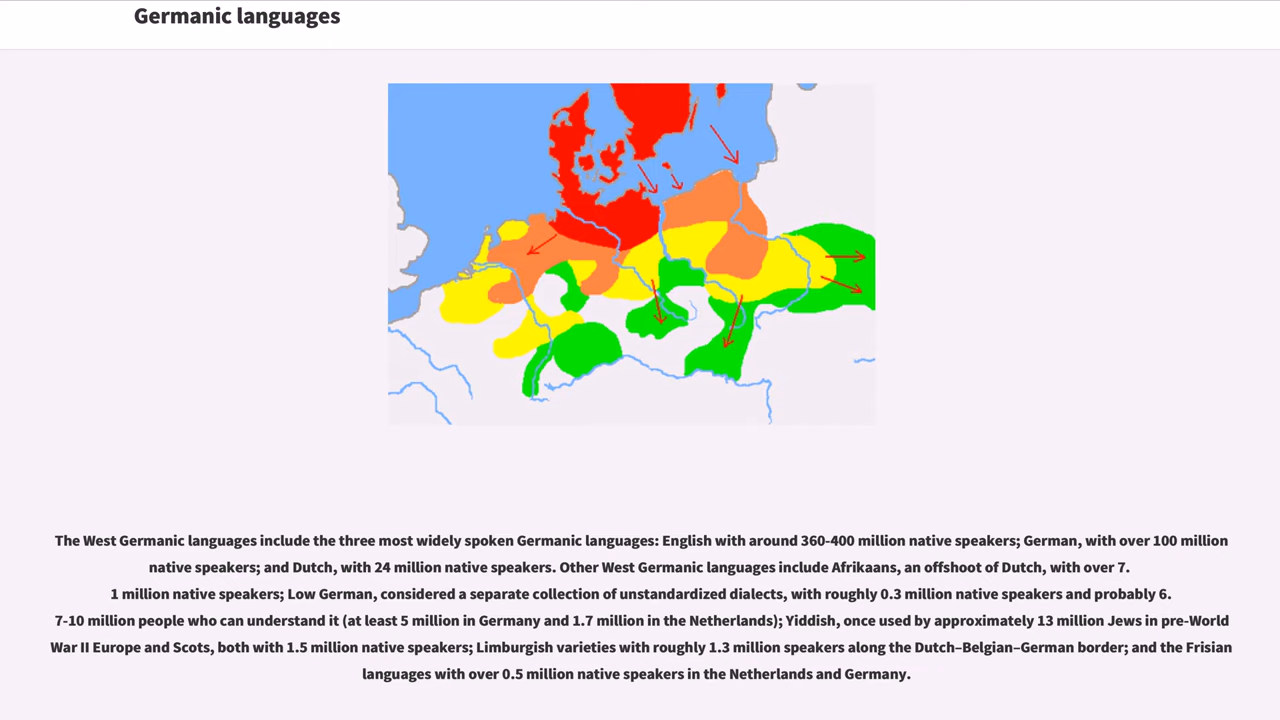 Germanic languages
The West Germanic languages include the three most widely spoken Germanic languages: English with around 360-400 million native speakers; German, with over 100 million
native speakers; and Dutch, with 24 million native speakers. Other West Germanic languages include Afrikaans, an offshoot of Dutch, with over 7.
1 million native speakers; Low German, considered a separate collection of unstandardized dialects, with roughly 0.3 million native speakers and probably 6.
7-10 million people who can understand it (at least 5 million in Germany and 1.7 million in the Netherlands); Yiddish, once used by approximately 13 million Jews in pre-World
War II Europe and Scots, both with 1.5 million native speakers; Limburgish varieties with roughly 1.3 million speakers along the Dutch–Belgian–German border; and the Frisian
languages with over 0.5 million native speakers in the Netherlands and Germany.